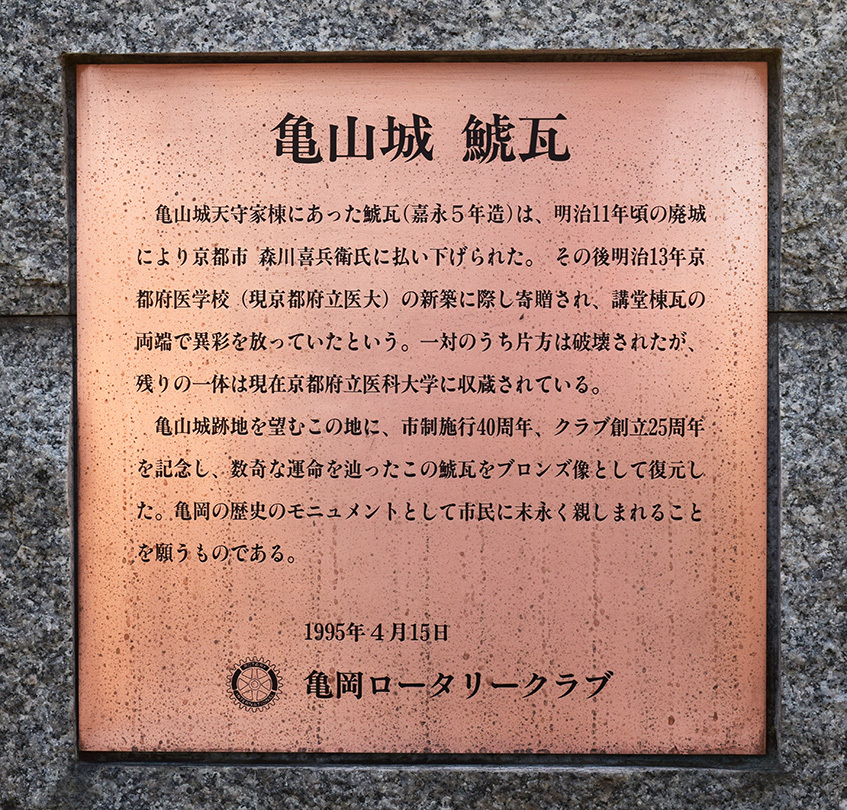 亀山城 鯱瓦
亀山城天守家棟にあった鯱瓦(嘉永5年造)は、明治11年頃の廃城
により京都市 森川喜兵衛氏に払い下げられた。 その後明治13年京
都府医学校（現京都府立医大）の新築に際し寄贈され、講堂棟瓦の
両端で異彩を放っていたという。一対のうち片方は破壊されたが、
残りの一体は現在京都府立医科大学に収蔵されている。
亀山城跡地を望むこの地に、市制施行40周年、クラブ創立25周年
を記念し、数奇な運命を辿ったこの鯱瓦をブロンズ像として復元し
た。亀岡の歴史のモニュメントとして市民に末永く親しまれること
を願うものである。
1995年4月15日
ROTARY INTERNATIONAL
亀岡ロータリークラブ